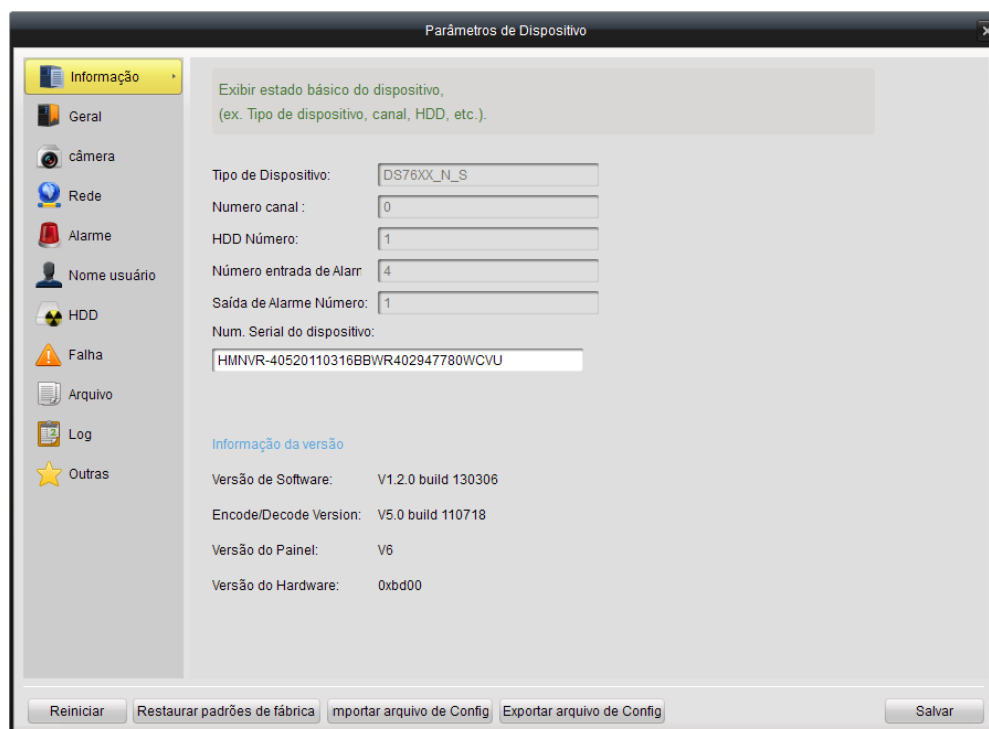 Parâmetros de Dispositivo
Informação
Geral
câmera
Rede
Alarme
Nome usuário
HDD
Falha
Arquivo
Log
Outras
Exibir estado básico do dispositivo,
(ex. Tipo de dispositivo, canal, HDD, etc.).
Tipo de Dispositivo: DS76XX_N_S
Numero canal : 0
HDD Número: 1
Número entrada de Alarr 4
Saída de Alarme Número: 1
Num. Serial do dispositivo:
HMNVR-40520110316BBWR402947780WCVU
Informação da versão
Versão de Software: V1.2.0 build 130306
Encode/Decode Version: V5.0 build 110718
Versão do Painel: V6
Versão do Hardware: 0xbd00
Reiniciar Restaurar padrões de fábrica mportar arquivo de Config Exportar arquivo de Config Salvar